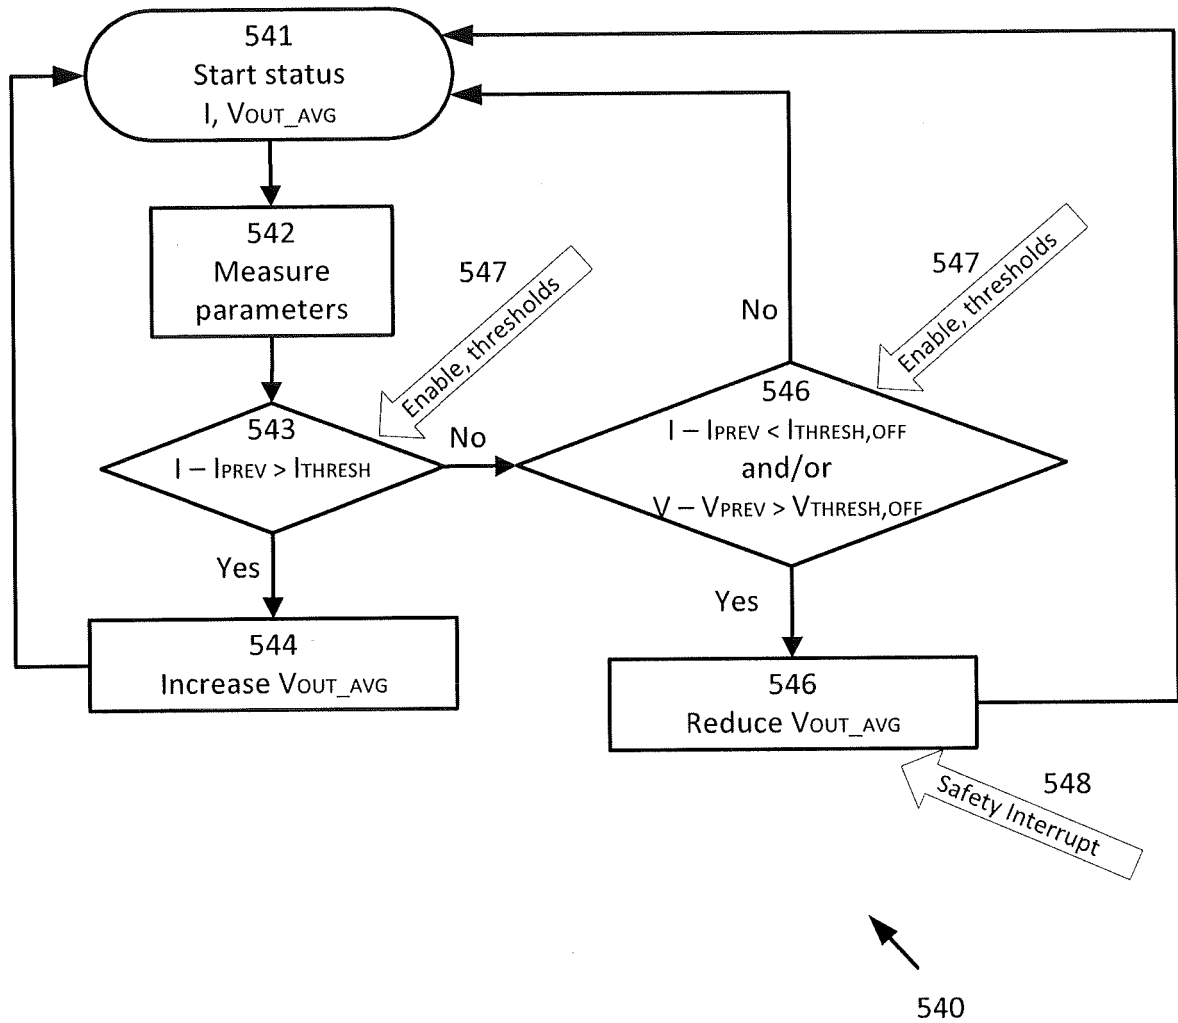 541
Start status
I, VOUT_AVG
542
Measure
parameters
547
Enable, thresholds
543
I – IPREV > ITHRESH
No
Yes
544
Increase VOUT_AVG
No
547
Enable, thresholds
546
I – IPREV < ITHRESH,OFF
and/or
V – VPREV > VTHRESH,OFF
Yes
546
Reduce VOUT_AVG
548
Safety Interrupt
540